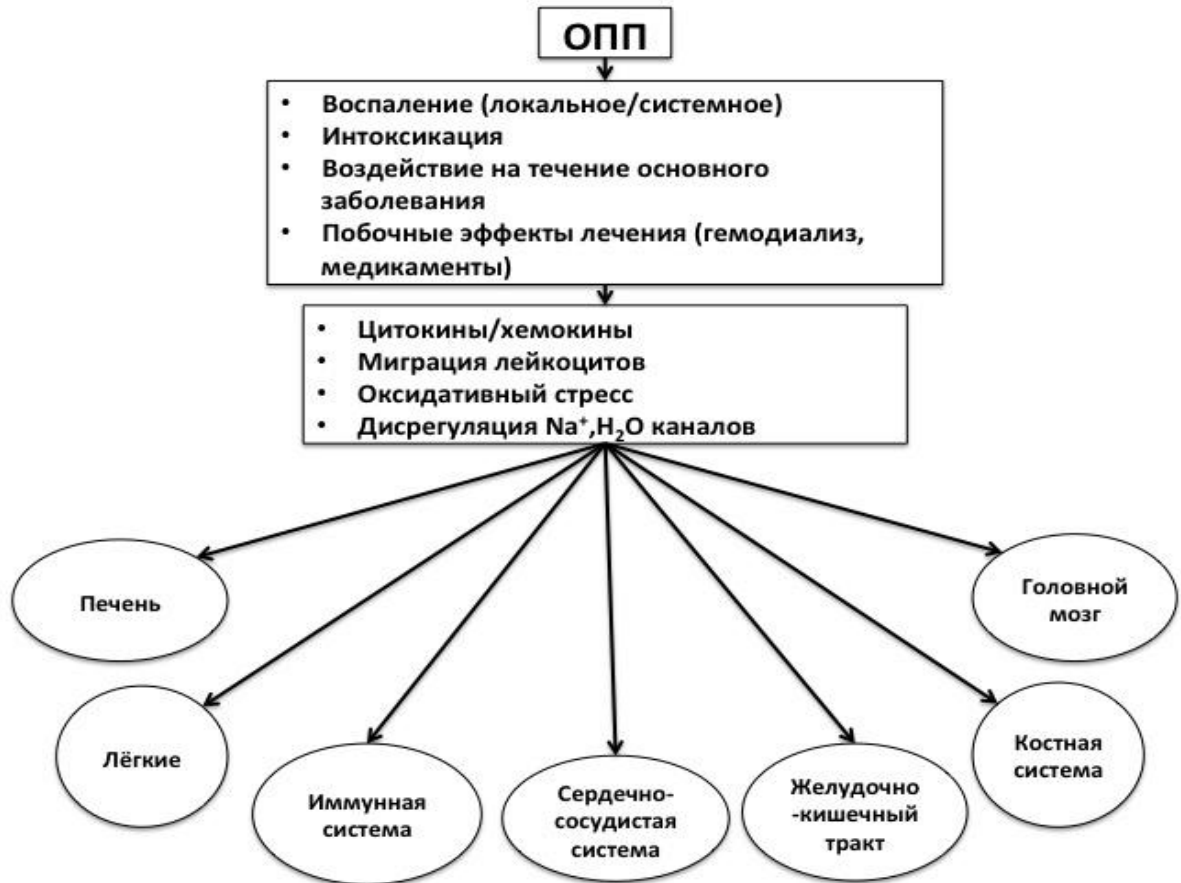 ОПП
• Воспаление (локальное/системное)
• Интоксикация
• Воздействие на течение основного
заболевания
• Побочные эффекты лечения (гемодиализ,
медикаменты)
• Цитокины/хемокины
• Миграция лейкоцитов
• Оксидативный стресс
• Дисрегуляция Na⁺,H₂O каналов
Печень
Лёгкие
Иммунная
система
Сердечно-
сосудистая
система
Желудочно
-кишечный
тракт
Костная
система
Головной
мозг